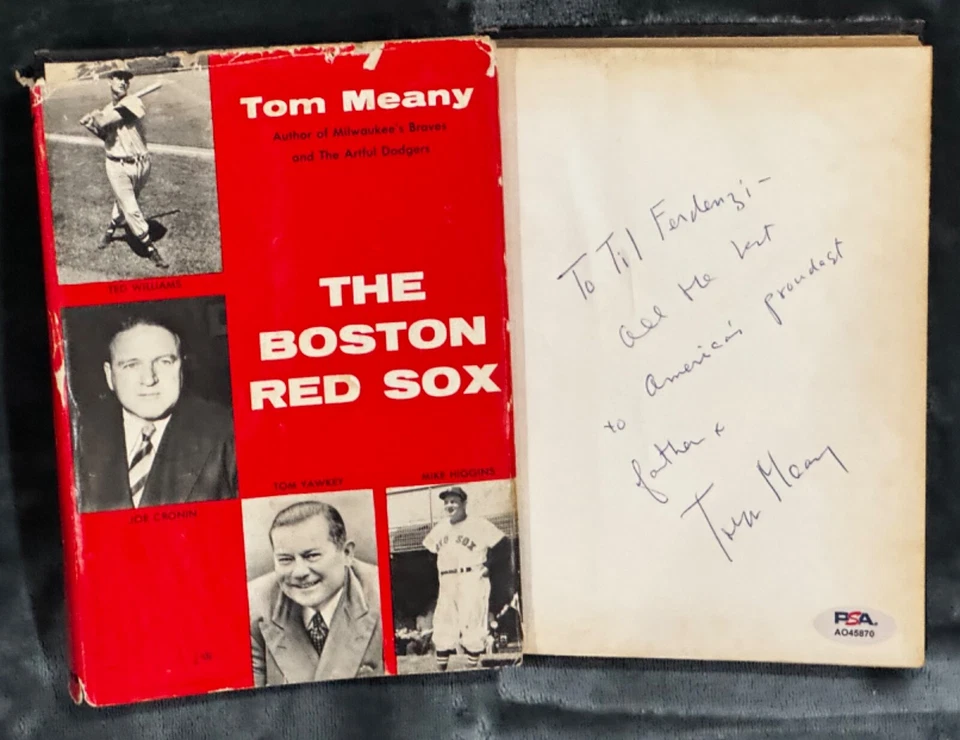 Tom Meany
Author of Milwaukee's Braves
and The Artful Dodgers
TED WILLIAMS
THE
BOSTON
RED SOX
JOE CRONIN
TOM YAWKEY
MIKE HIGGINS
RED SOX
To Til Ferdenzi -
all the best
to America's proudest
father
Tom Meany
PSA.
AO45870